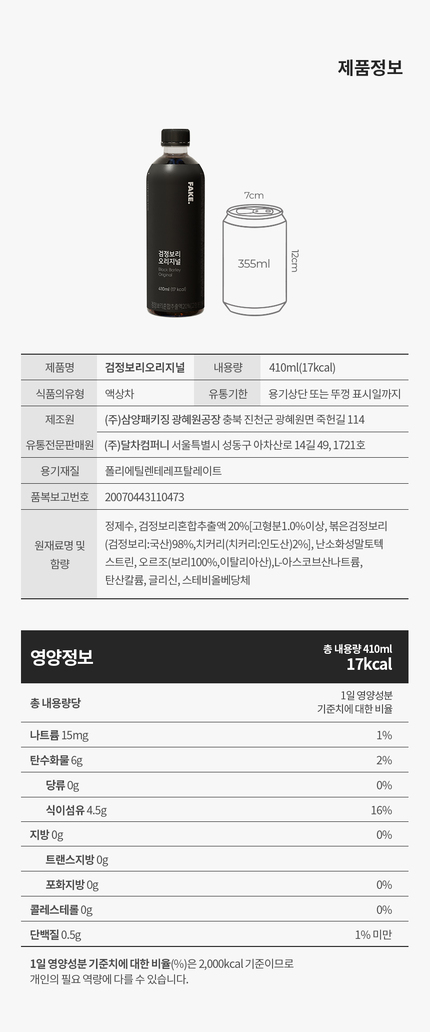 제품정보
FAKE.
검정보리
오리지널
Black Barley
Original
410ml (17 kcal)
7cm
355ml
12cm
제품명 검정보리오리지널 내용량 410ml(17kcal)
식품의유형 액상차 유통기한 용기상단 또는 뚜껑 표시일까지
제조원 (주)삼양패키징 광혜원공장 충북 진천군 광혜원면 죽헌길 114
유통전문판매원 (주)달차컴퍼니 서울특별시 성동구 아차산로 14길 49, 1721호
용기재질 폴리에틸렌테레프탈레이트
품복보고번호 20070443110473
원재료명 및
함량
정제수, 검정보리혼합추출액 20%[고형분1.0%이상, 볶은검정보리
(검정보리:국산)98%,치커리(치커리:인도산)2%], 난소화성말토덱
스트린, 오르조(보리100%,이탈리아산),L-아스코브산나트륨,
탄산칼륨, 글리신, 스테비올베당체
영양정보
총 내용량 410ml
17kcal
총 내용량당
1일 영양성분
기준치에 대한 비율
나트륨 15mg 1%
탄수화물 6g 2%
당류 0g 0%
식이섬유 4.5g 16%
지방 0g 0%
트랜스지방 0g
포화지방 0g 0%
콜레스테롤 0g 0%
단백질 0.5g 1% 미만
1일 영양성분 기준치에 대한 비율(%)은 2,000kcal 기준이므로
개인의 필요 역량에 다를 수 있습니다.